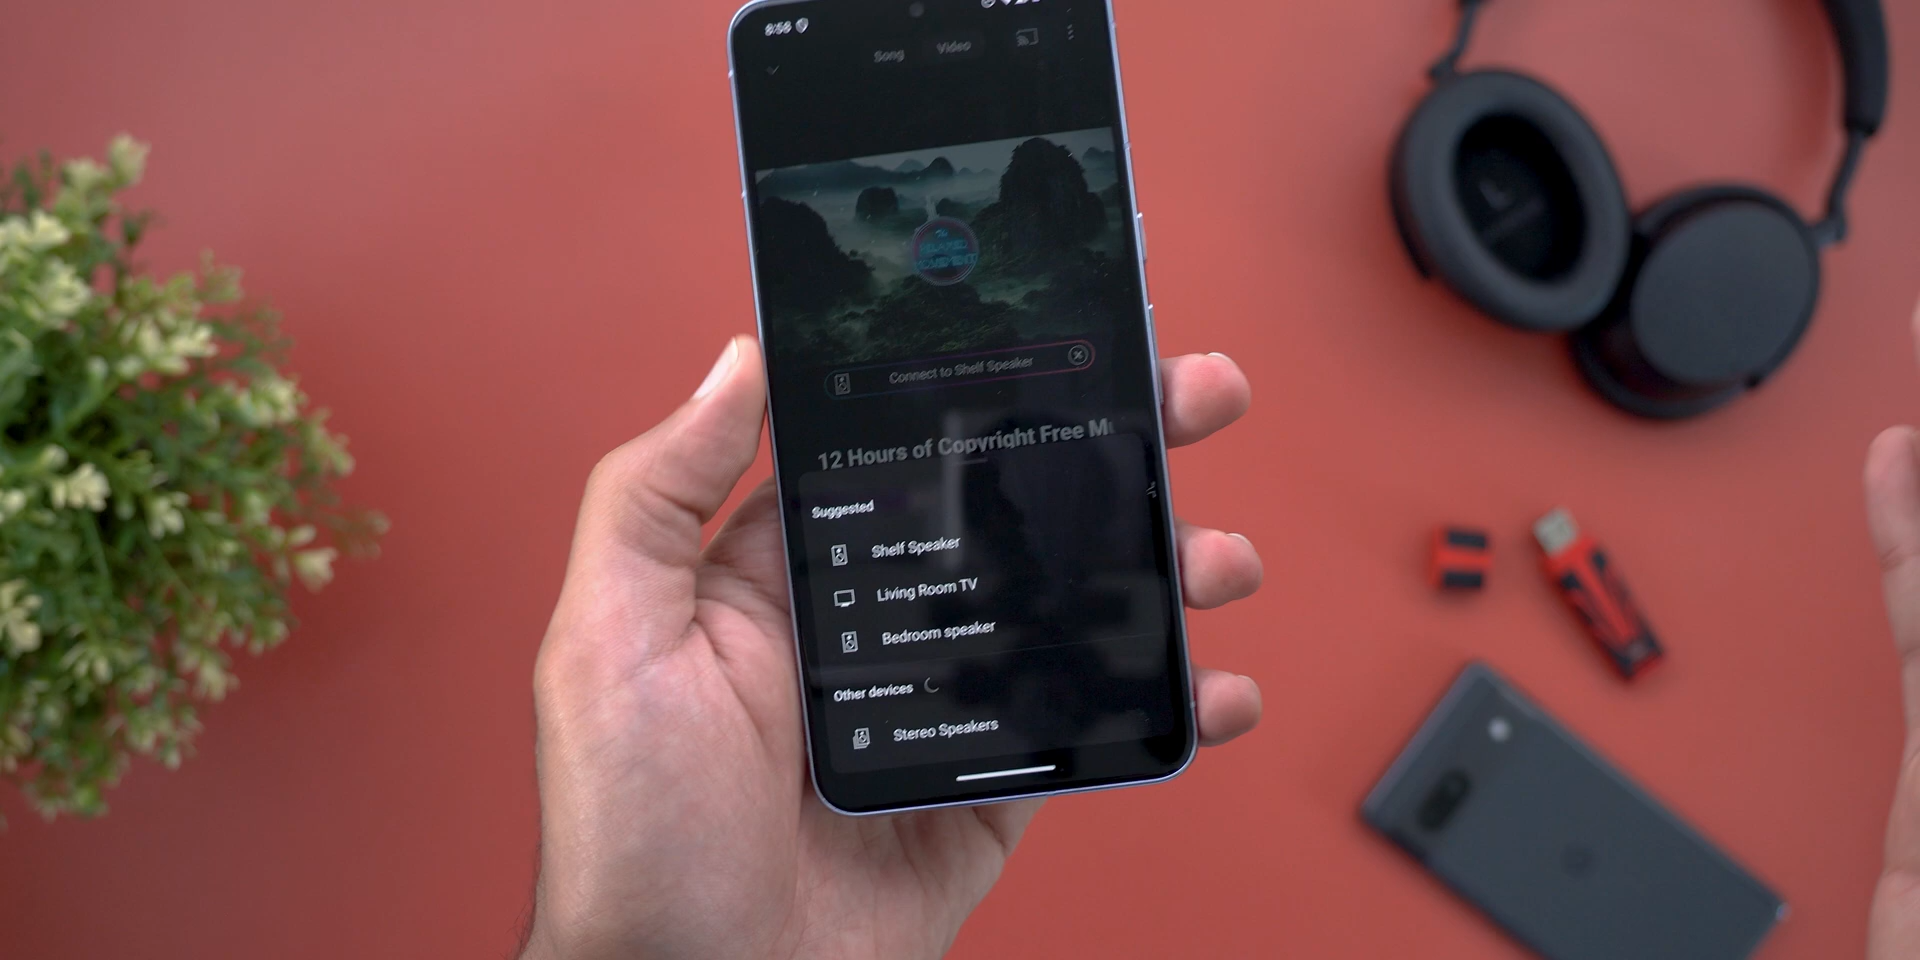 8:58
Song Video
Connect to Shelf Speaker
12 Hours of Copyright Free M
Suggested
Shelf Speaker
Living Room TV
Bedroom speaker
Other devices
Stereo Speakers